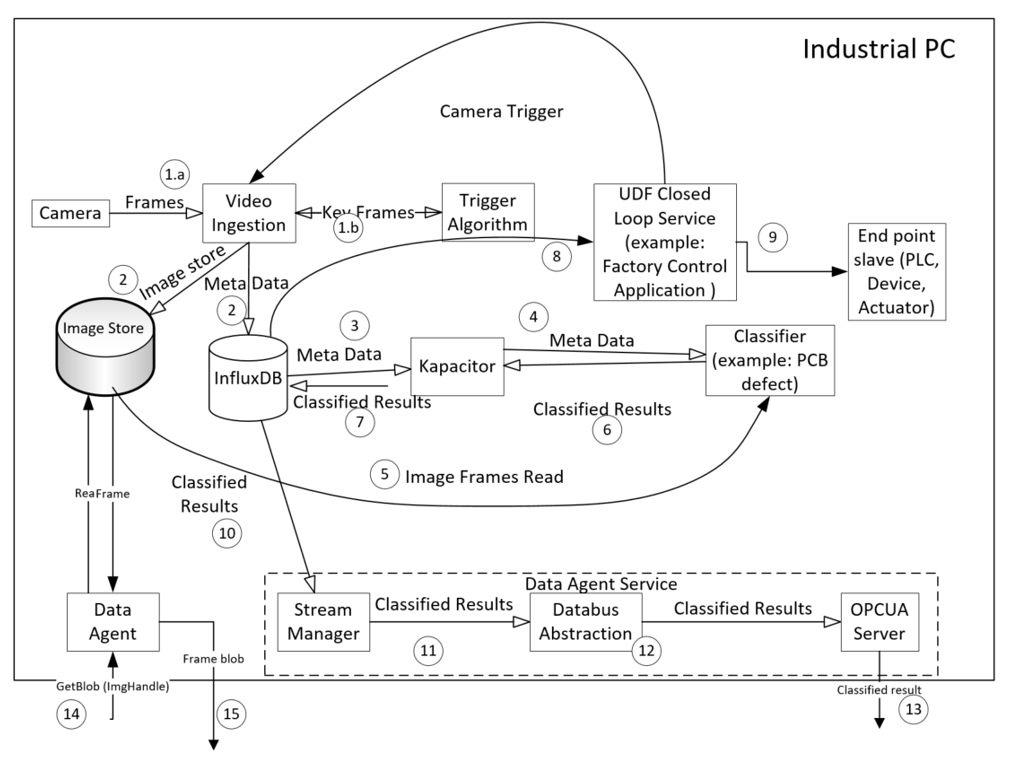 Industrial PC
Camera Trigger
1.a
Frames
Camera
Video
Ingestion
Key Frames
1.b
Trigger
Algorithm
UDF Closed
Loop Service
(example:
Factory Control
Application )
8
9
End point
slave (PLC,
Device,
Actuator)
2
Image store
Meta Data
2
Image Store
InfluxDB
3
Meta Data
Kapacitor
4
Meta Data
Classifier
(example: PCB
defect)
Classified Results
7
Classified Results
6
5
Image Frames Read
Classified
Results
10
Rea
Frame
Data Agent Service
Data
Agent
Stream
Manager
Classified Results
11
Databus
Abstraction
12
Classified Results
OPCUA
Server
Frame blob
GetBlob (ImgHandle)
14
15
Classified result
13